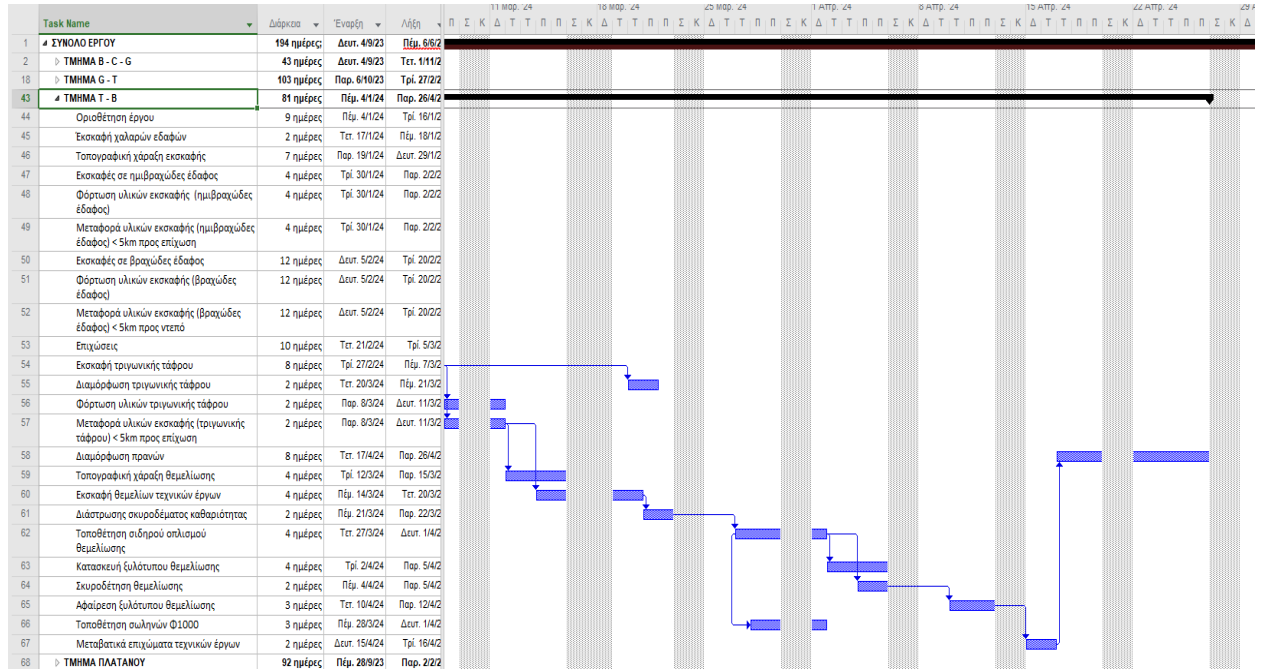 11 Μαρ. 24 18 Μαρ. 24 25 Μαρ. 24 1 Απρ. 24 8 Απρ. 24 15 Απρ. 24 22 Απρ. 24
Task Name Διάρκεια Έναρξη Λήξη Π Σ Κ Δ Τ Τ Π Π Σ Κ Δ Τ Τ Π Π Σ Κ Δ Τ Τ Π Π Σ Κ Δ Τ Τ Π Π Σ Κ Δ Τ Τ Π Π Σ Κ Δ Τ Τ Π Π Σ Κ Δ Τ Τ Π Π Σ Κ Δ
1 ΣΥΝΟΛΟ ΕΡΓΟΥ 194 ημέρες; Δευτ. 4/9/23 Πέμ. 6/6/2
2 ΤΜΗΜΑ B - C - G 43 ημέρες Δευτ. 4/9/23 Τετ. 1/11/2
18 ΤΜΗΜΑ G - T 103 ημέρες Παρ. 6/10/23 Τρί. 27/2/2
43 ΤΜΗΜΑ T - B 81 ημέρες Πέμ. 4/1/24 Παρ. 26/4/2
44 Οριοθέτηση έργου 9 ημέρες Πέμ. 4/1/24 Τρί. 16/1/2
45 Έκσκαφή χαλαρών εδαφών 2 ημέρες Τετ. 17/1/24 Πέμ. 18/1/2
46 Τοπογραφική χάραξη εκσκαφής 7 ημέρες Παρ. 19/1/24 Δευτ. 29/1/2
47 Εκσκαφές σε ημιβραχώδες έδαφος 4 ημέρες Τρί. 30/1/24 Παρ. 2/2/2
48 Φόρτωση υλικών εκσκαφής (ημιβραχώδες 4 ημέρες Τρί. 30/1/24 Παρ. 2/2/2
έδαφος)
49 Μεταφορά υλικών εκσκαφής (ημιβραχώδες 4 ημέρες Τρί. 30/1/24 Παρ. 2/2/2
έδαφος) < 5km προς επίχωση
50 Εκσκαφές σε βραχώδες έδαφος 12 ημέρες Δευτ. 5/2/24 Τρί. 20/2/2
51 Φόρτωση υλικών εκσκαφής (βραχώδες 12 ημέρες Δευτ. 5/2/24 Τρί. 20/2/2
έδαφος)
52 Μεταφορά υλικών εκσκαφής (βραχώδες 12 ημέρες Δευτ. 5/2/24 Τρί. 20/2/2
έδαφος) < 5km προς ντεπό
53 Επιχώσεις 10 ημέρες Τετ. 21/2/24 Τρί. 5/3/2
54 Εκσκαφή τριγωνικής τάφρου 8 ημέρες Τρί. 27/2/24 Πέμ. 7/3/2
55 Διαμόρφωση τριγωνικής τάφρου 2 ημέρες Τετ. 20/3/24 Πέμ. 21/3/2
56 Φόρτωση υλικών τριγωνικής τάφρου 2 ημέρες Παρ. 8/3/24 Δευτ. 11/3/2
57 Μεταφορά υλικών εκσκαφής (τριγωνικής 2 ημέρες Παρ. 8/3/24 Δευτ. 11/3/2
τάφρου) < 5km προς επίχωση
58 Διαμόρφωση πρανών 8 ημέρες Τετ. 17/4/24 Παρ. 26/4/2
59 Τοπογραφική χάραξη θεμελίωσης 4 ημέρες Τρί. 12/3/24 Παρ. 15/3/2
60 Εκσκαφή θεμελίων τεχνικών έργων 4 ημέρες Πέμ. 14/3/24 Τετ. 20/3/2
61 Διάστρωσης σκυροδέματος καθαριότητας 2 ημέρες Πέμ. 21/3/24 Παρ. 22/3/2
62 Τοποθέτηση σιδηρού οπλισμού 4 ημέρες Τετ. 27/3/24 Δευτ. 1/4/2
θεμελίωσης
63 Κατασκευή ξυλότυπου θεμελίωσης 4 ημέρες Τρί. 2/4/24 Παρ. 5/4/2
64 Σκυροδέτηση θεμελίωσης 2 ημέρες Πέμ. 4/4/24 Παρ. 5/4/2
65 Αφαίρεση ξυλότυπου θεμελίωσης 3 ημέρες Τετ. 10/4/24 Παρ. 12/4/2
66 Τοποθέτηση σωληνών Φ1000 3 ημέρες Πέμ. 28/3/24 Δευτ. 1/4/2
67 Μεταβατικά επιχώματα τεχνικών έργων 2 ημέρες Δευτ. 15/4/24 Τρί. 16/4/2
68 ΤΜΗΜΑ ΠΛΑΤΑΝΟΥ 92 ημέρες Πέμ. 28/9/23 Παρ. 2/2/2